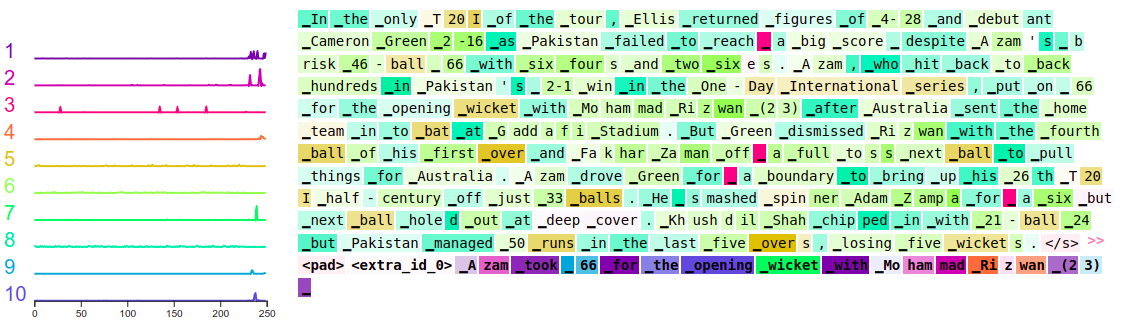 1
2
3
4
5
6
7
8
9
10
0 50 100 150 200 250
_In _the _only _T 20 I _of _the _tour , _Ellis _returned _figures _of _4- 28 _and _debut ant
_Cameron _Green _2 -16 _as _Pakistan _failed _to _reach _ a _big _score _ despite _A zam ' s _ b
risk _46 - ball _ 66 _with _six _four s _and _two _six e s . _A zam , _who _hit _back _to _back
_hundreds _in _Pakistan ' s _ 2-1 _win _in _the _One - Day _International _series , _put _on _ 66
_for _the _opening _wicket _with _Mo ham mad _Ri z wan _(2 3) _after _Australia _sent _the _home
_team _in _to _bat _at _G add a f i _Stadium . _But _Green _dismissed _Ri z wan _with _the _fourth
_ball _of _his _first _over _and _Fa k har _Za man _off _ a _full _to s s _next _ball _to _pull
_things _for _Australia . _A zam _drove _Green _for _ a _boundary _to _bring _up _his _26 th _T 20
I _half - century _off _just _33 _balls . _He _s mashed _spin ner _Adam _Z amp a _for _ a _six _but
_next _ball _hole d _out _at _deep _cover . _Kh ush d il _Shah _chip ped _in _with _21 - ball _24
_but _Pakistan _managed _50 _runs _in _the _last _five _over s , _losing _five _wicket s . </s> >>
<pad> <extra_id_0> _A zam _took _ 66 _for _the _opening _wicket _with _Mo ham mad _Ri z wan _(2 3)
_